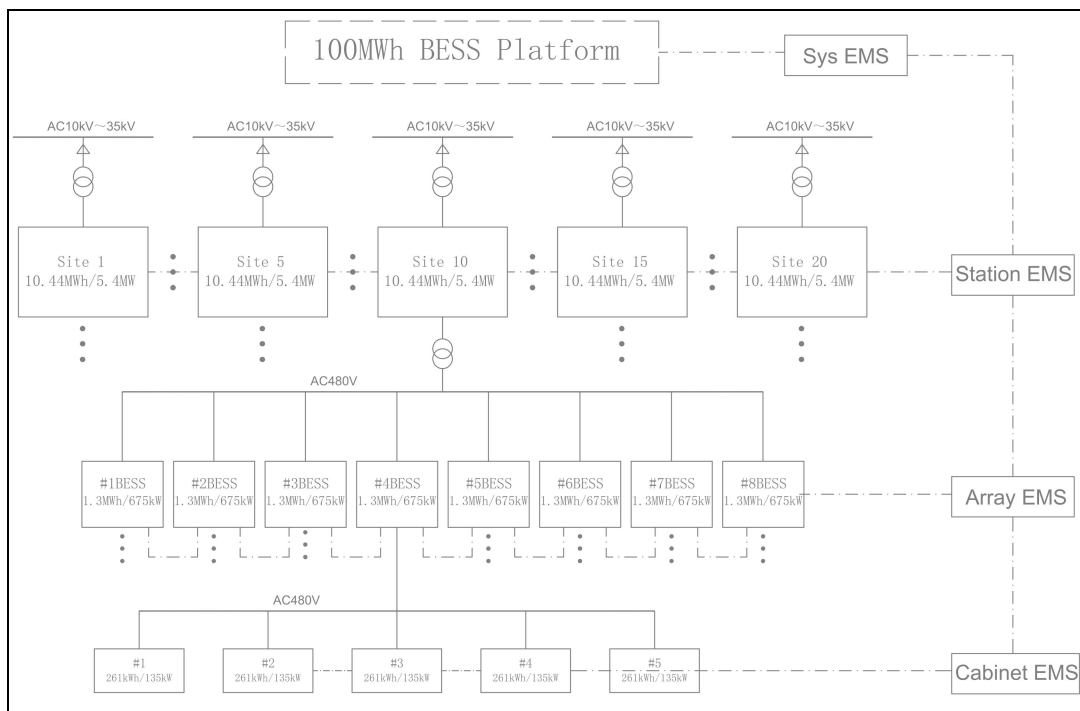 100MWh BESS Platform
Sys EMS
AC10kV～35kV
AC10kV～35kV
AC10kV～35kV
AC10kV～35kV
AC10kV～35kV
Site 1
10.44MWh/5.4MW
Site 5
10.44MWh/5.4MW
Site 10
10.44MWh/5.4MW
Site 15
10.44MWh/5.4MW
Site 20
10.44MWh/5.4MW
Station EMS
AC480V
#1BESS
1.3MWh/675kW
#2BESS
1.3MWh/675kW
#3BESS
1.3MWh/675kW
#4BESS
1.3MWh/675kW
#5BESS
1.3MWh/675kW
#6BESS
1.3MWh/675kW
#7BESS
1.3MWh/675kW
#8BESS
1.3MWh/675kW
Array EMS
AC480V
#1
261kWh/135kW
#2
261kWh/135kW
#3
261kWh/135kW
#4
261kWh/135kW
#5
261kWh/135kW
Cabinet EMS